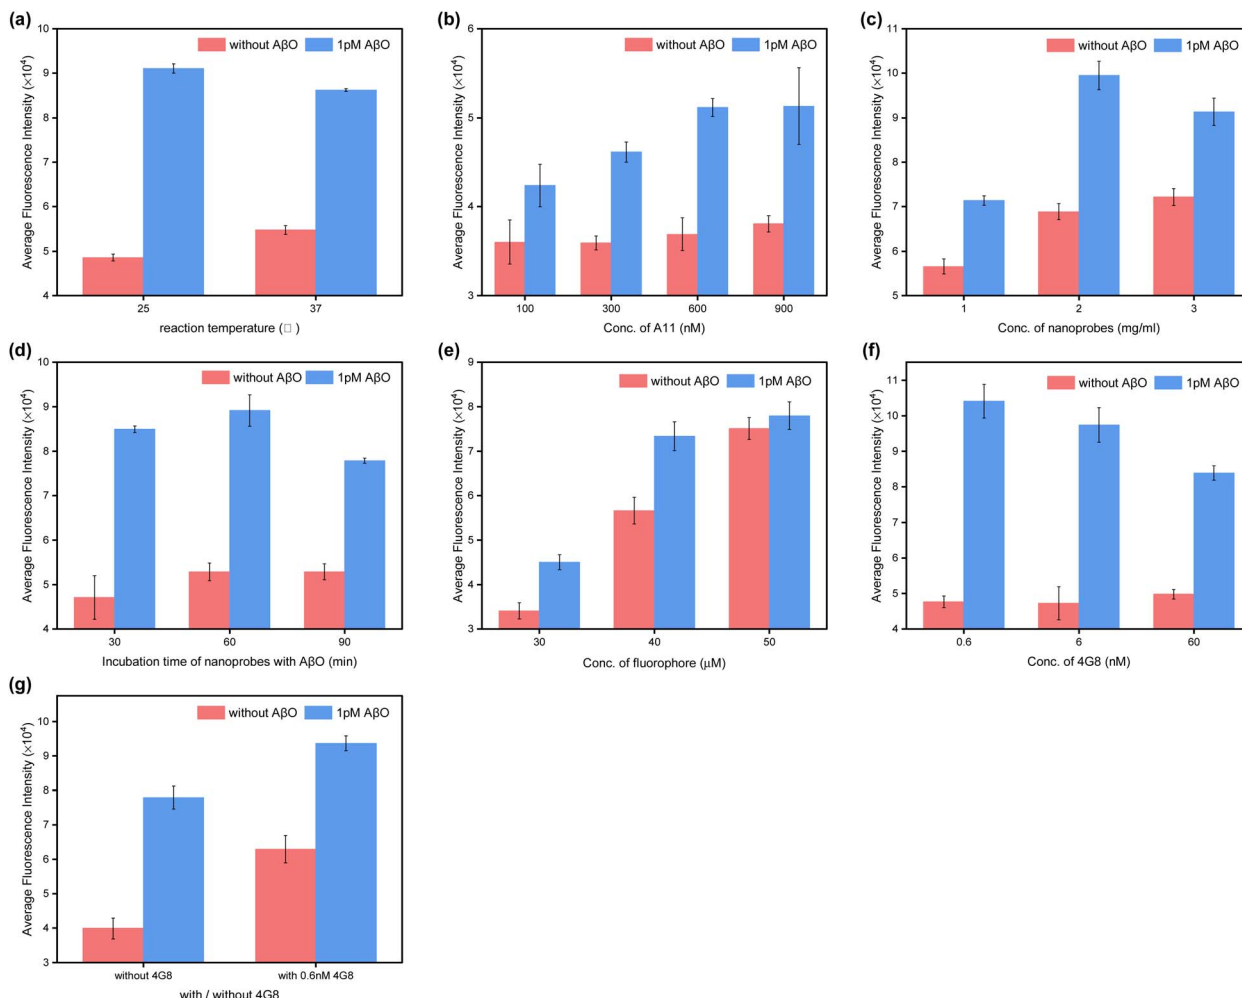 (a)
without AβO 1pM AβO
Average Fluorescence Intensity (×10⁴)
10
9
8
7
6
5
4
25 37
reaction temperature (□ )
(b)
without AβO 1pM AβO
Average Fluorescence Intensity (×10⁴)
6
5
4
3
100 300 600 900
Conc. of A11 (nM)
(c)
without AβO 1pM AβO
Average Fluorescence Intensity (×10⁴)
11
10
9
8
7
6
5
1 2 3
Conc. of nanoprobes (mg/ml)
(d)
without AβO 1pM AβO
Average Fluorescence Intensity (×10⁴)
10
9
8
7
6
5
4
30 60 90
Incubation time of nanoprobes with AβO (min)
(e)
without AβO 1pM AβO
Average Fluorescence Intensity (×10⁴)
9
8
7
6
5
4
3
30 40 50
Conc. of fluorophore (μM)
(f)
without AβO 1pM AβO
Average Fluorescence Intensity (×10⁴)
11
10
9
8
7
6
5
4
0.6 6 60
Conc. of 4G8 (nM)
(g)
without AβO 1pM AβO
Average Fluorescence Intensity (×10⁴)
10
9
8
7
6
5
4
3
without 4G8 with 0.6nM 4G8
with / without 4G8